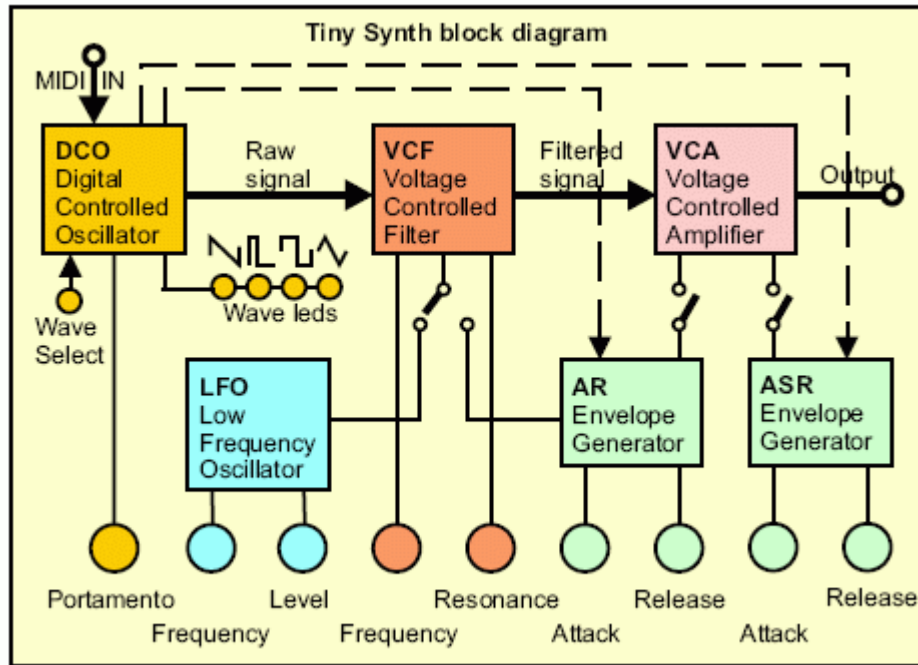 Tiny Synth block diagram
MIDI IN
DCO
Digital
Controlled
Oscillator
Raw
signal
VCF
Voltage
Controlled
Filter
Filtered
signal
VCA
Voltage
Controlled
Amplifier
Output
Wave leds
Wave
Select
LFO
Low
Frequency
Oscillator
AR
Envelope
Generator
ASR
Envelope
Generator
Portamento
Frequency
Level
Frequency
Resonance
Attack
Release
Attack
Release